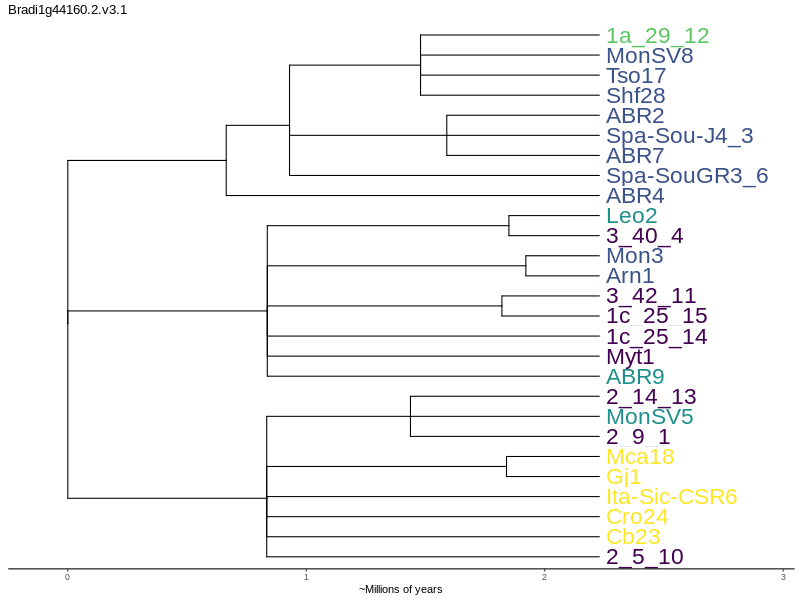 Bradi1g44160.2.v3.1
1a_29_12
MonSV8
Tso17
Shf28
ABR2
Spa-Sou-J4_3
ABR7
Spa-SouGR3_6
ABR4
Leo2
3_40_4
Mon3
Arn1
3_42_11
1c_25_15
1c_25_14
Myt1
ABR9
2_14_13
MonSV5
2_9_1
Mca18
Gj1
Ita-Sic-CSR6
Cro24
Cb23
2_5_10
0 1 2 3
~Millions of years